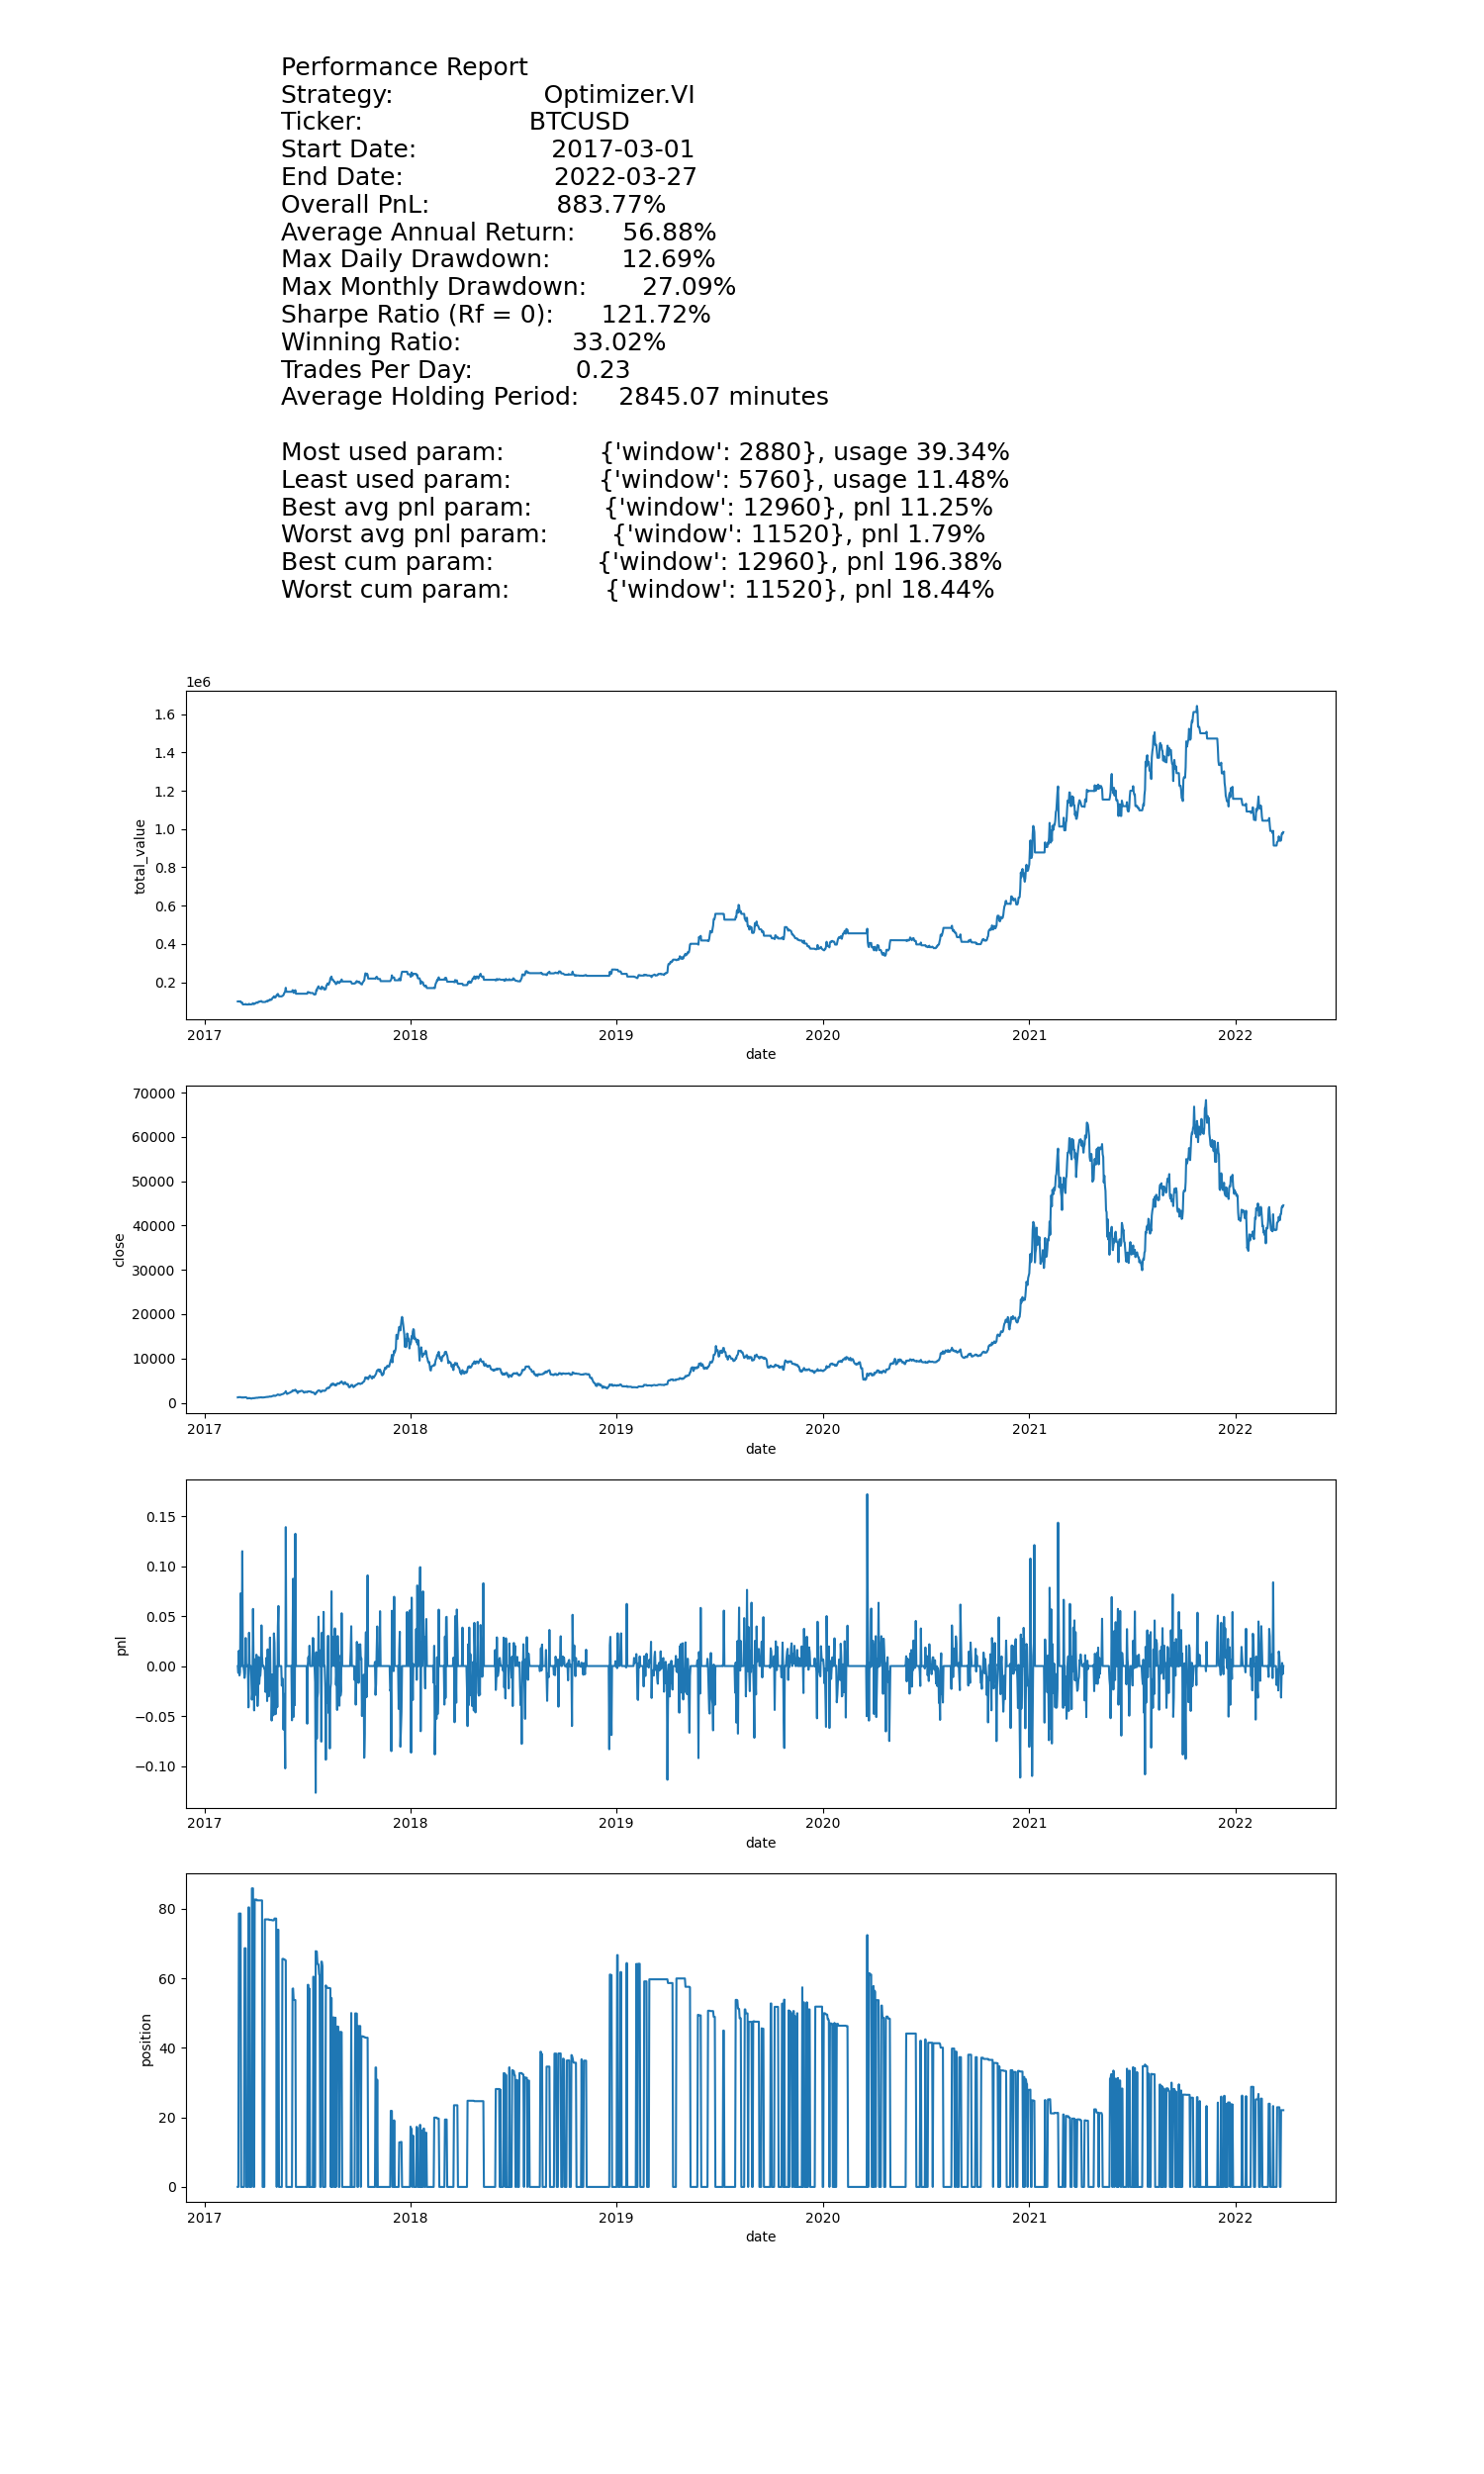 Performance Report
Strategy: Optimizer.VI
Ticker: BTCUSD
Start Date: 2017-03-01
End Date: 2022-03-27
Overall PnL: 883.77%
Average Annual Return: 56.88%
Max Daily Drawdown: 12.69%
Max Monthly Drawdown: 27.09%
Sharpe Ratio (Rf = 0): 121.72%
Winning Ratio: 33.02%
Trades Per Day: 0.23
Average Holding Period: 2845.07 minutes
Most used param: {'window': 2880}, usage 39.34%
Least used param: {'window': 5760}, usage 11.48%
Best avg pnl param: {'window': 12960}, pnl 11.25%
Worst avg pnl param: {'window': 11520}, pnl 1.79%
Best cum param: {'window': 12960}, pnl 196.38%
Worst cum param: {'window': 11520}, pnl 18.44%
1e6
1.6
1.4
1.2
1.0
0.8
0.6
0.4
0.2
total_value
2017 2018 2019 2020 2021 2022
date
70000
60000
50000
40000
30000
20000
10000
0
close
2017 2018 2019 2020 2021 2022
date
0.15
0.10
0.05
0.00
−0.05
−0.10
pnl
2017 2018 2019 2020 2021 2022
date
80
60
40
20
0
position
2017 2018 2019 2020 2021 2022
date